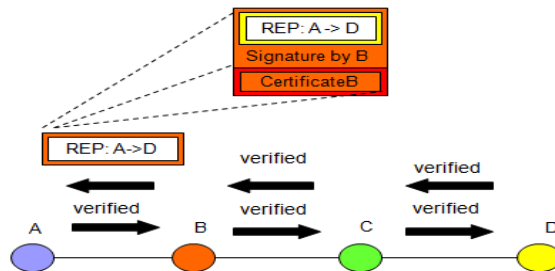 REP: A -> D
Signature by B
CertificateB
REP: A->D
verified
verified
verified
verified
verified
A
B
C
D